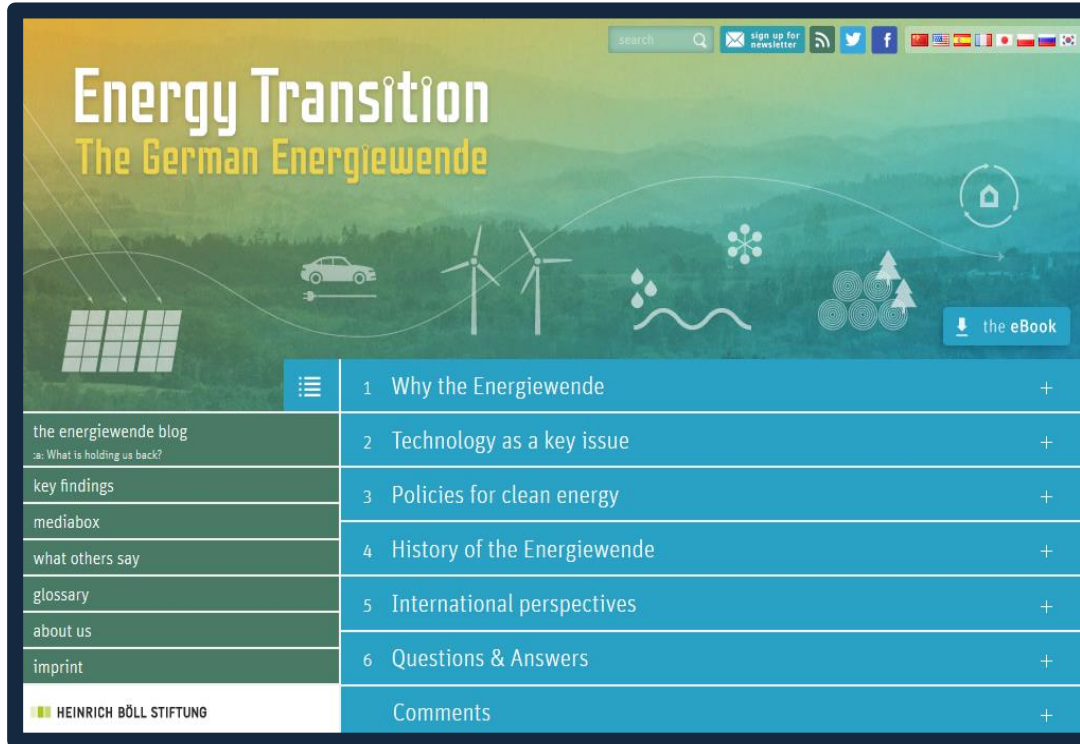 search
sign up for
newsletter
f
Energy Transition
The German Energiewende
the eBook
1 Why the Energiewende +
the energiewende blog
:a: What is holding us back?
2 Technology as a key issue +
key findings
3 Policies for clean energy +
mediabox
what others say
4 History of the Energiewende +
glossary
5 International perspectives +
about us
imprint
6 Questions & Answers +
HEINRICH BÖLL STIFTUNG
Comments +